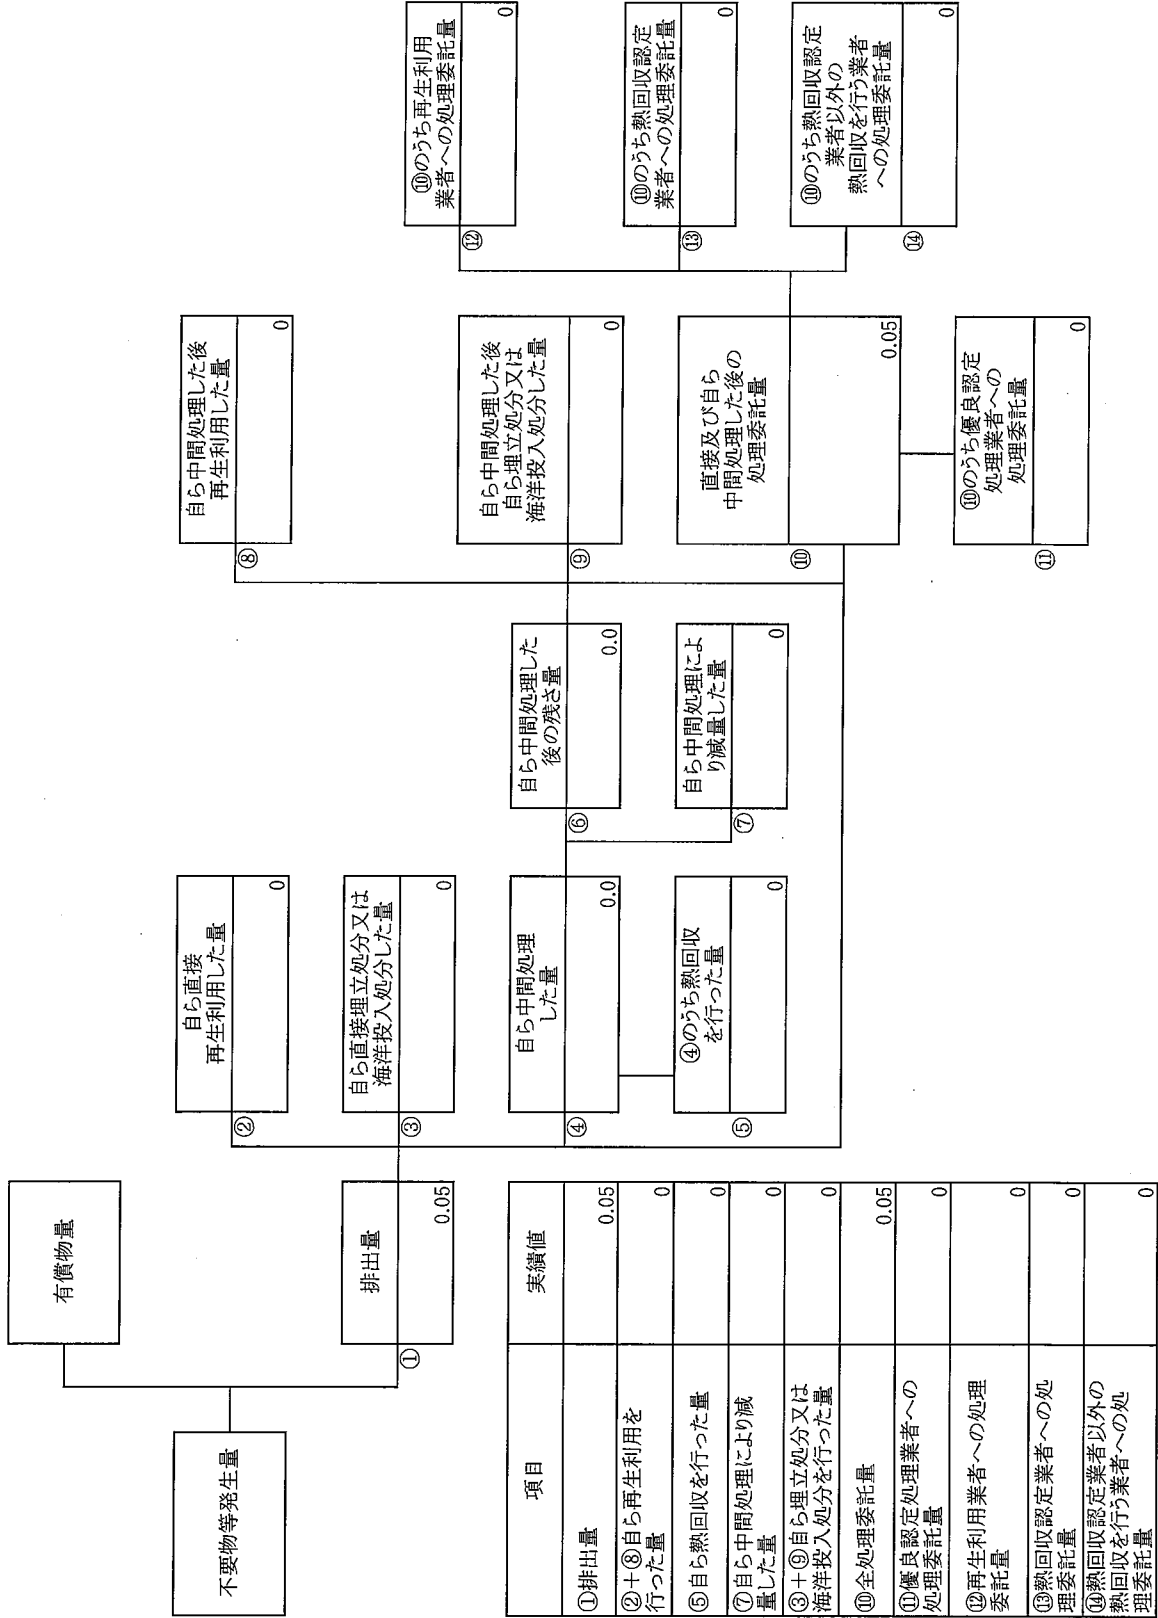 不要物等発生量
有償物量
排出量
①
0.05
自ら直接
再生利用した量
②
0
自ら直接埋立処分又は
海洋投入処分した量
③
0
自ら中間処理
した量
④
0.0
④のうち熱回収
を行った量
⑤
0
自ら中間処理した
後の残さ量
⑥
0.0
自ら中間処理によ
り減量した量
⑦
0
自ら中間処理した後
再生利用した量
⑧
0
自ら中間処理した後
自ら埋立処分又は
海洋投入処分した量
⑨
0
直接及び自ら
中間処理した後の
処理委託量
⑩
0.05
⑩のうち優良認定
処理業者への
処理委託量
⑪
0
⑩のうち再生利用
業者への処理委託量
⑫
0
⑩のうち熱回収認定
業者への処理委託量
⑬
0
⑩のうち熱回収認定
業者以外の
熱回収を行う業者
への処理委託量
⑭
0
項目 実績値
①排出量 0.05
②+⑧自ら再生利用を
行った量 0
⑤自ら熱回収を行った量 0
⑦自ら中間処理により減
量した量 0
③+⑨自ら埋立処分又は
海洋投入処分を行った量 0
⑩全処理委託量 0.05
⑪優良認定処理業者への
処理委託量 0
⑫再生利用業者への処理
委託量 0
⑬熱回収認定業者への処
理委託量 0
⑭熱回収認定業者以外の
熱回収を行う業者への処
理委託量 0